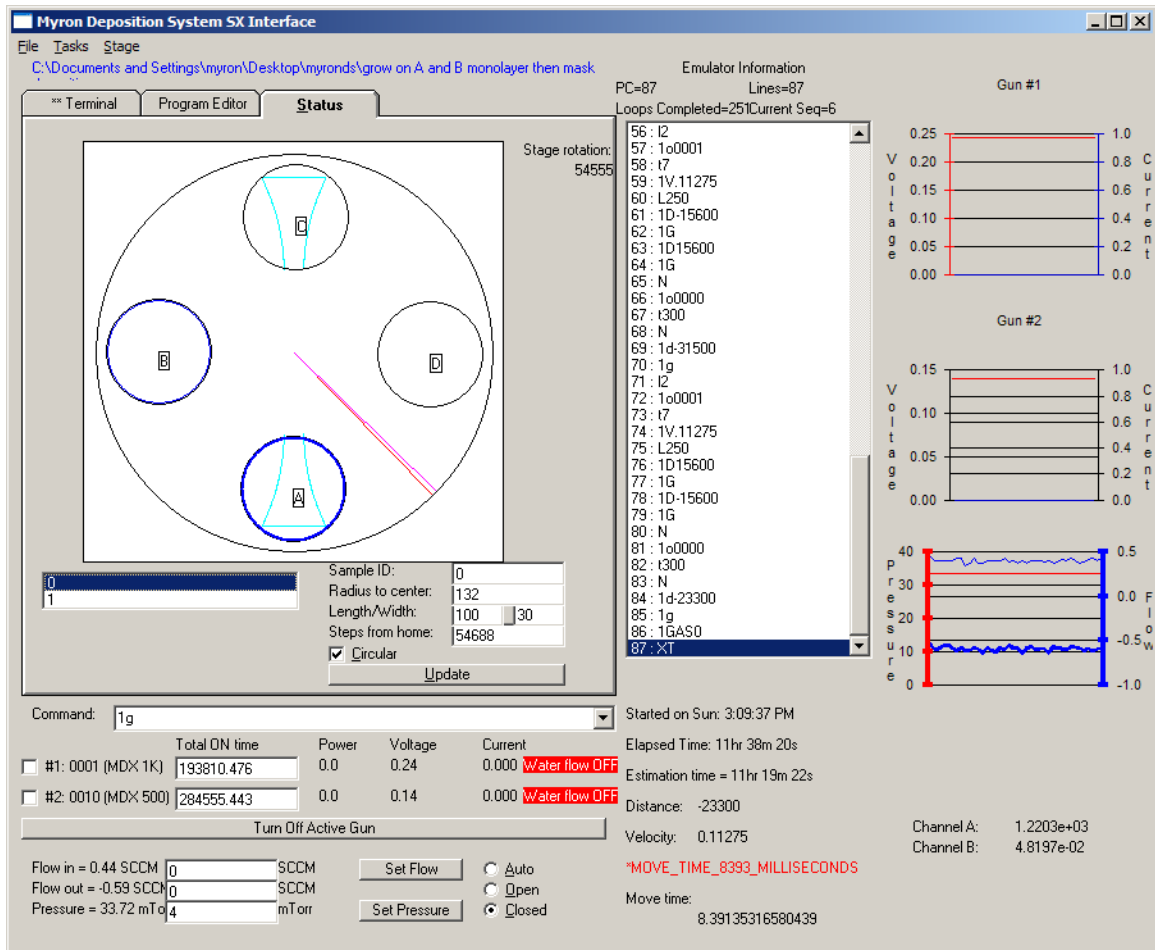 Myron Deposition System SX Interface
File Tasks Stage
C:\Documents and Settings\myron\Desktop\myronds\grow on A and B monolayer then mask
** Terminal Program Editor Status
Stage rotation:
54555
C
B
D
A
0
1
Sample ID: 0
Radius to center: 132
Length/Width: 100 30
Steps from home: 54688
Circular
Update
Emulator Information
PC=87 Lines=87
Loops Completed=251Current Seq=6
56 : l2
57 : 1o0001
58 : t7
59 : 1V.11275
60 : L250
61 : 1D-15600
62 : 1G
63 : 1D15600
64 : 1G
65 : N
66 : 1o0000
67 : t300
68 : N
69 : 1d-31500
70 : 1g
71 : l2
72 : 1o0001
73 : t7
74 : 1V.11275
75 : L250
76 : 1D15600
77 : 1G
78 : 1D-15600
79 : 1G
80 : N
81 : 1o0000
82 : t300
83 : N
84 : 1d-23300
85 : 1g
86 : 1GAS0
87 : XT
Gun #1
Voltage
0.25
0.20
0.15
0.10
0.05
0.00
1.0
0.8
0.6
0.4
0.2
0.0
Current
Gun #2
Voltage
0.15
0.10
0.05
0.00
1.0
0.8
0.6
0.4
0.2
0.0
Current
Pressure
40
30
20
10
0
0.5
0.0
-0.5
-1.0
Flow
Command: 1g
Total ON time Power Voltage Current
#1: 0001 (MDX 1K) 193810.476 0.0 0.24 0.000 Water flow OFF
#2: 0010 (MDX 500) 284555.443 0.0 0.14 0.000 Water flow OFF
Turn Off Active Gun
Flow in = 0.44 SCCM 0 SCCM Set Flow Auto
Flow out = -0.59 SCCM 0 SCCM Open
Pressure = 33.72 mTo 4 mTorr Set Pressure Closed
Started on Sun: 3:09:37 PM
Elapsed Time: 11hr 38m 20s
Estimation time = 11hr 19m 22s
Distance: -23300
Velocity: 0.11275
*MOVE_TIME_8393_MILLISECONDS
Move time:
8.39135316580439
Channel A: 1.2203e+03
Channel B: 4.8197e-02